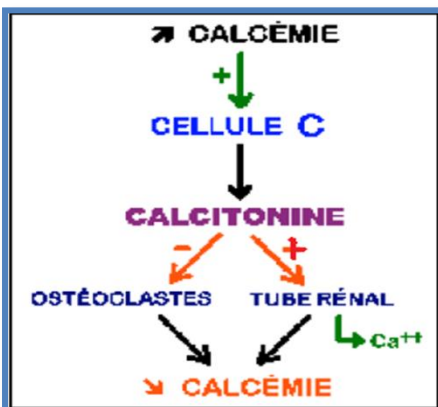 ↗ CALCÉMIE
+
CELLULE C
CALCITONINE
- +
OSTÉOCLASTES TUBE RÉNAL
Ca++
↘ CALCÉMIE